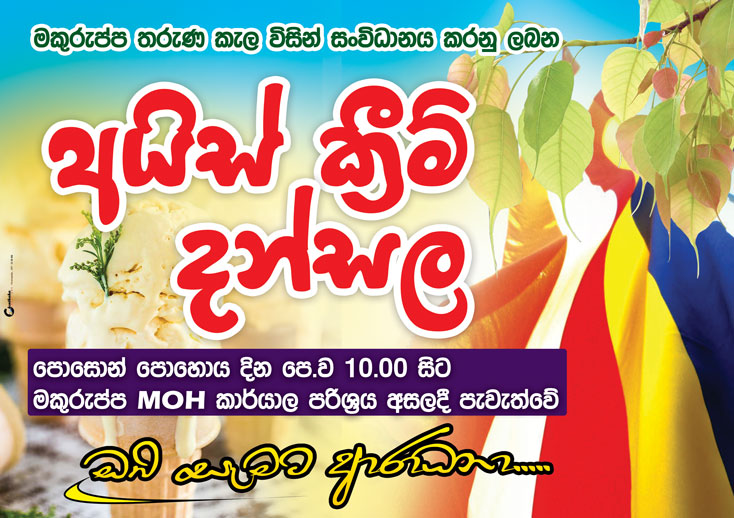 මකුරුප්ප තරුණ කැල විසින් සංවිධානය කරනු ලබන
අයිස් ක්‍රීම්
දන්සල
පොසොන් පොහොය දින පෙ.ව 10.00 සිට
මකුරුප්ප MOH කාර්යාල පරිශ්‍රය අසලදී පැවැත්වේ
ඔබ සැමට ආරාධනා.....